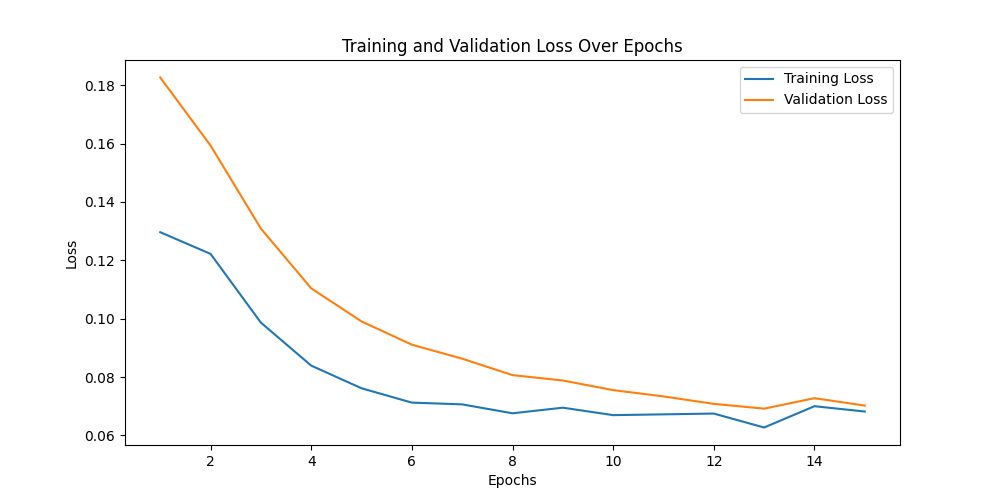 Training and Validation Loss Over Epochs
Training Loss
Validation Loss
Loss
0.18
0.16
0.14
0.12
0.10
0.08
0.06
2 4 6 8 10 12 14
Epochs